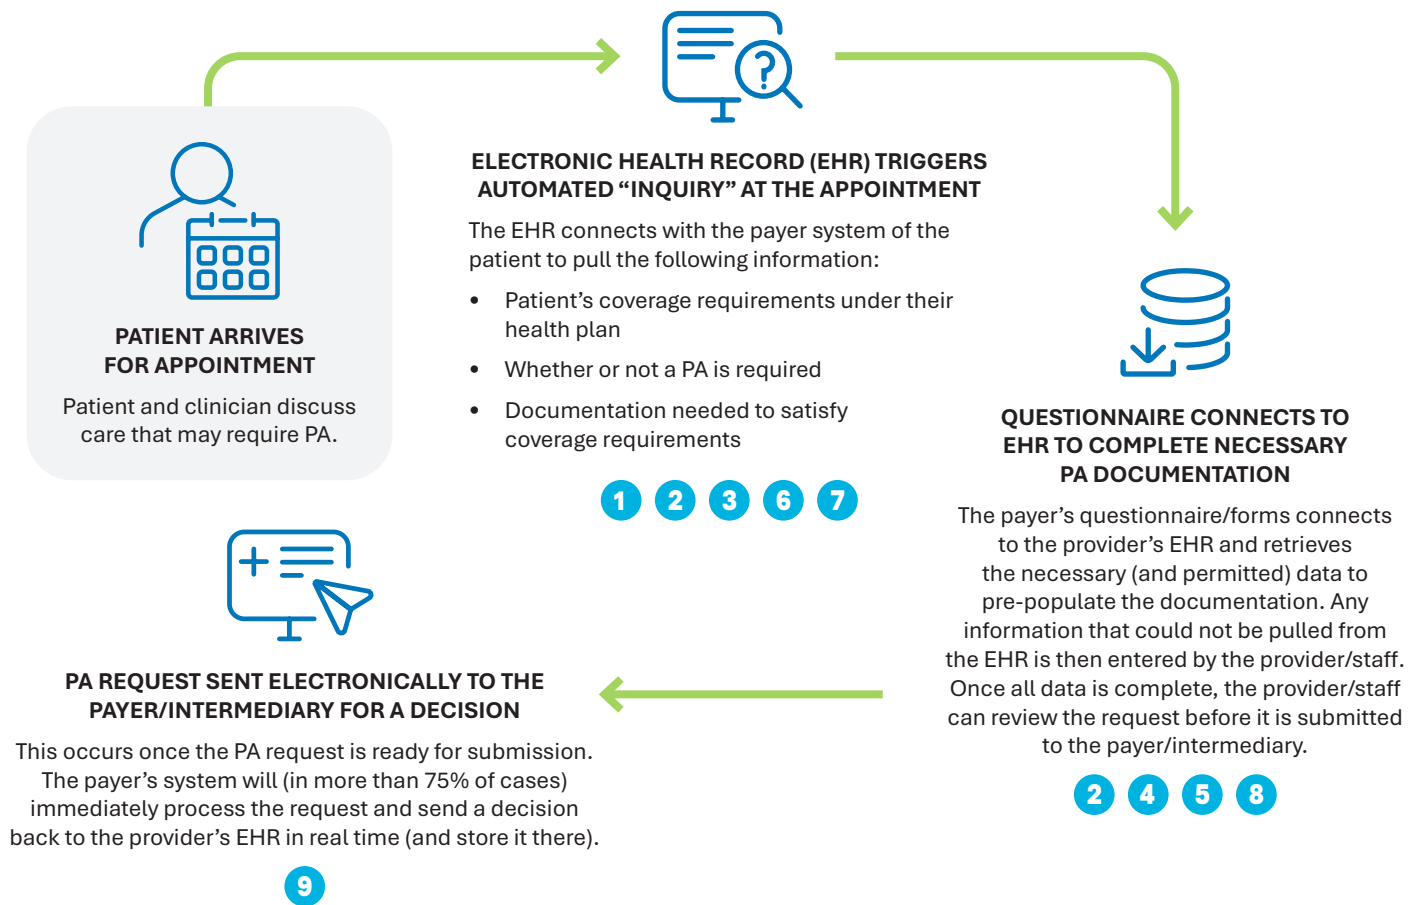 PATIENT ARRIVES
FOR APPOINTMENT
Patient and clinician discuss
care that may require PA.
?
ELECTRONIC HEALTH RECORD (EHR) TRIGGERS
AUTOMATED “INQUIRY” AT THE APPOINTMENT
The EHR connects with the payer system of the
patient to pull the following information:
• Patient’s coverage requirements under their
health plan
• Whether or not a PA is required
• Documentation needed to satisfy
coverage requirements
1 2 3 6 7
QUESTIONNAIRE CONNECTS TO
EHR TO COMPLETE NECESSARY
PA DOCUMENTATION
The payer’s questionnaire/forms connects
to the provider’s EHR and retrieves
the necessary (and permitted) data to
pre-populate the documentation. Any
information that could not be pulled from
the EHR is then entered by the provider/staff.
Once all data is complete, the provider/staff
can review the request before it is submitted
to the payer/intermediary.
2 4 5 8
PA REQUEST SENT ELECTRONICALLY TO THE
PAYER/INTERMEDIARY FOR A DECISION
This occurs once the PA request is ready for submission.
The payer’s system will (in more than 75% of cases)
immediately process the request and send a decision
back to the provider’s EHR in real time (and store it there).
9